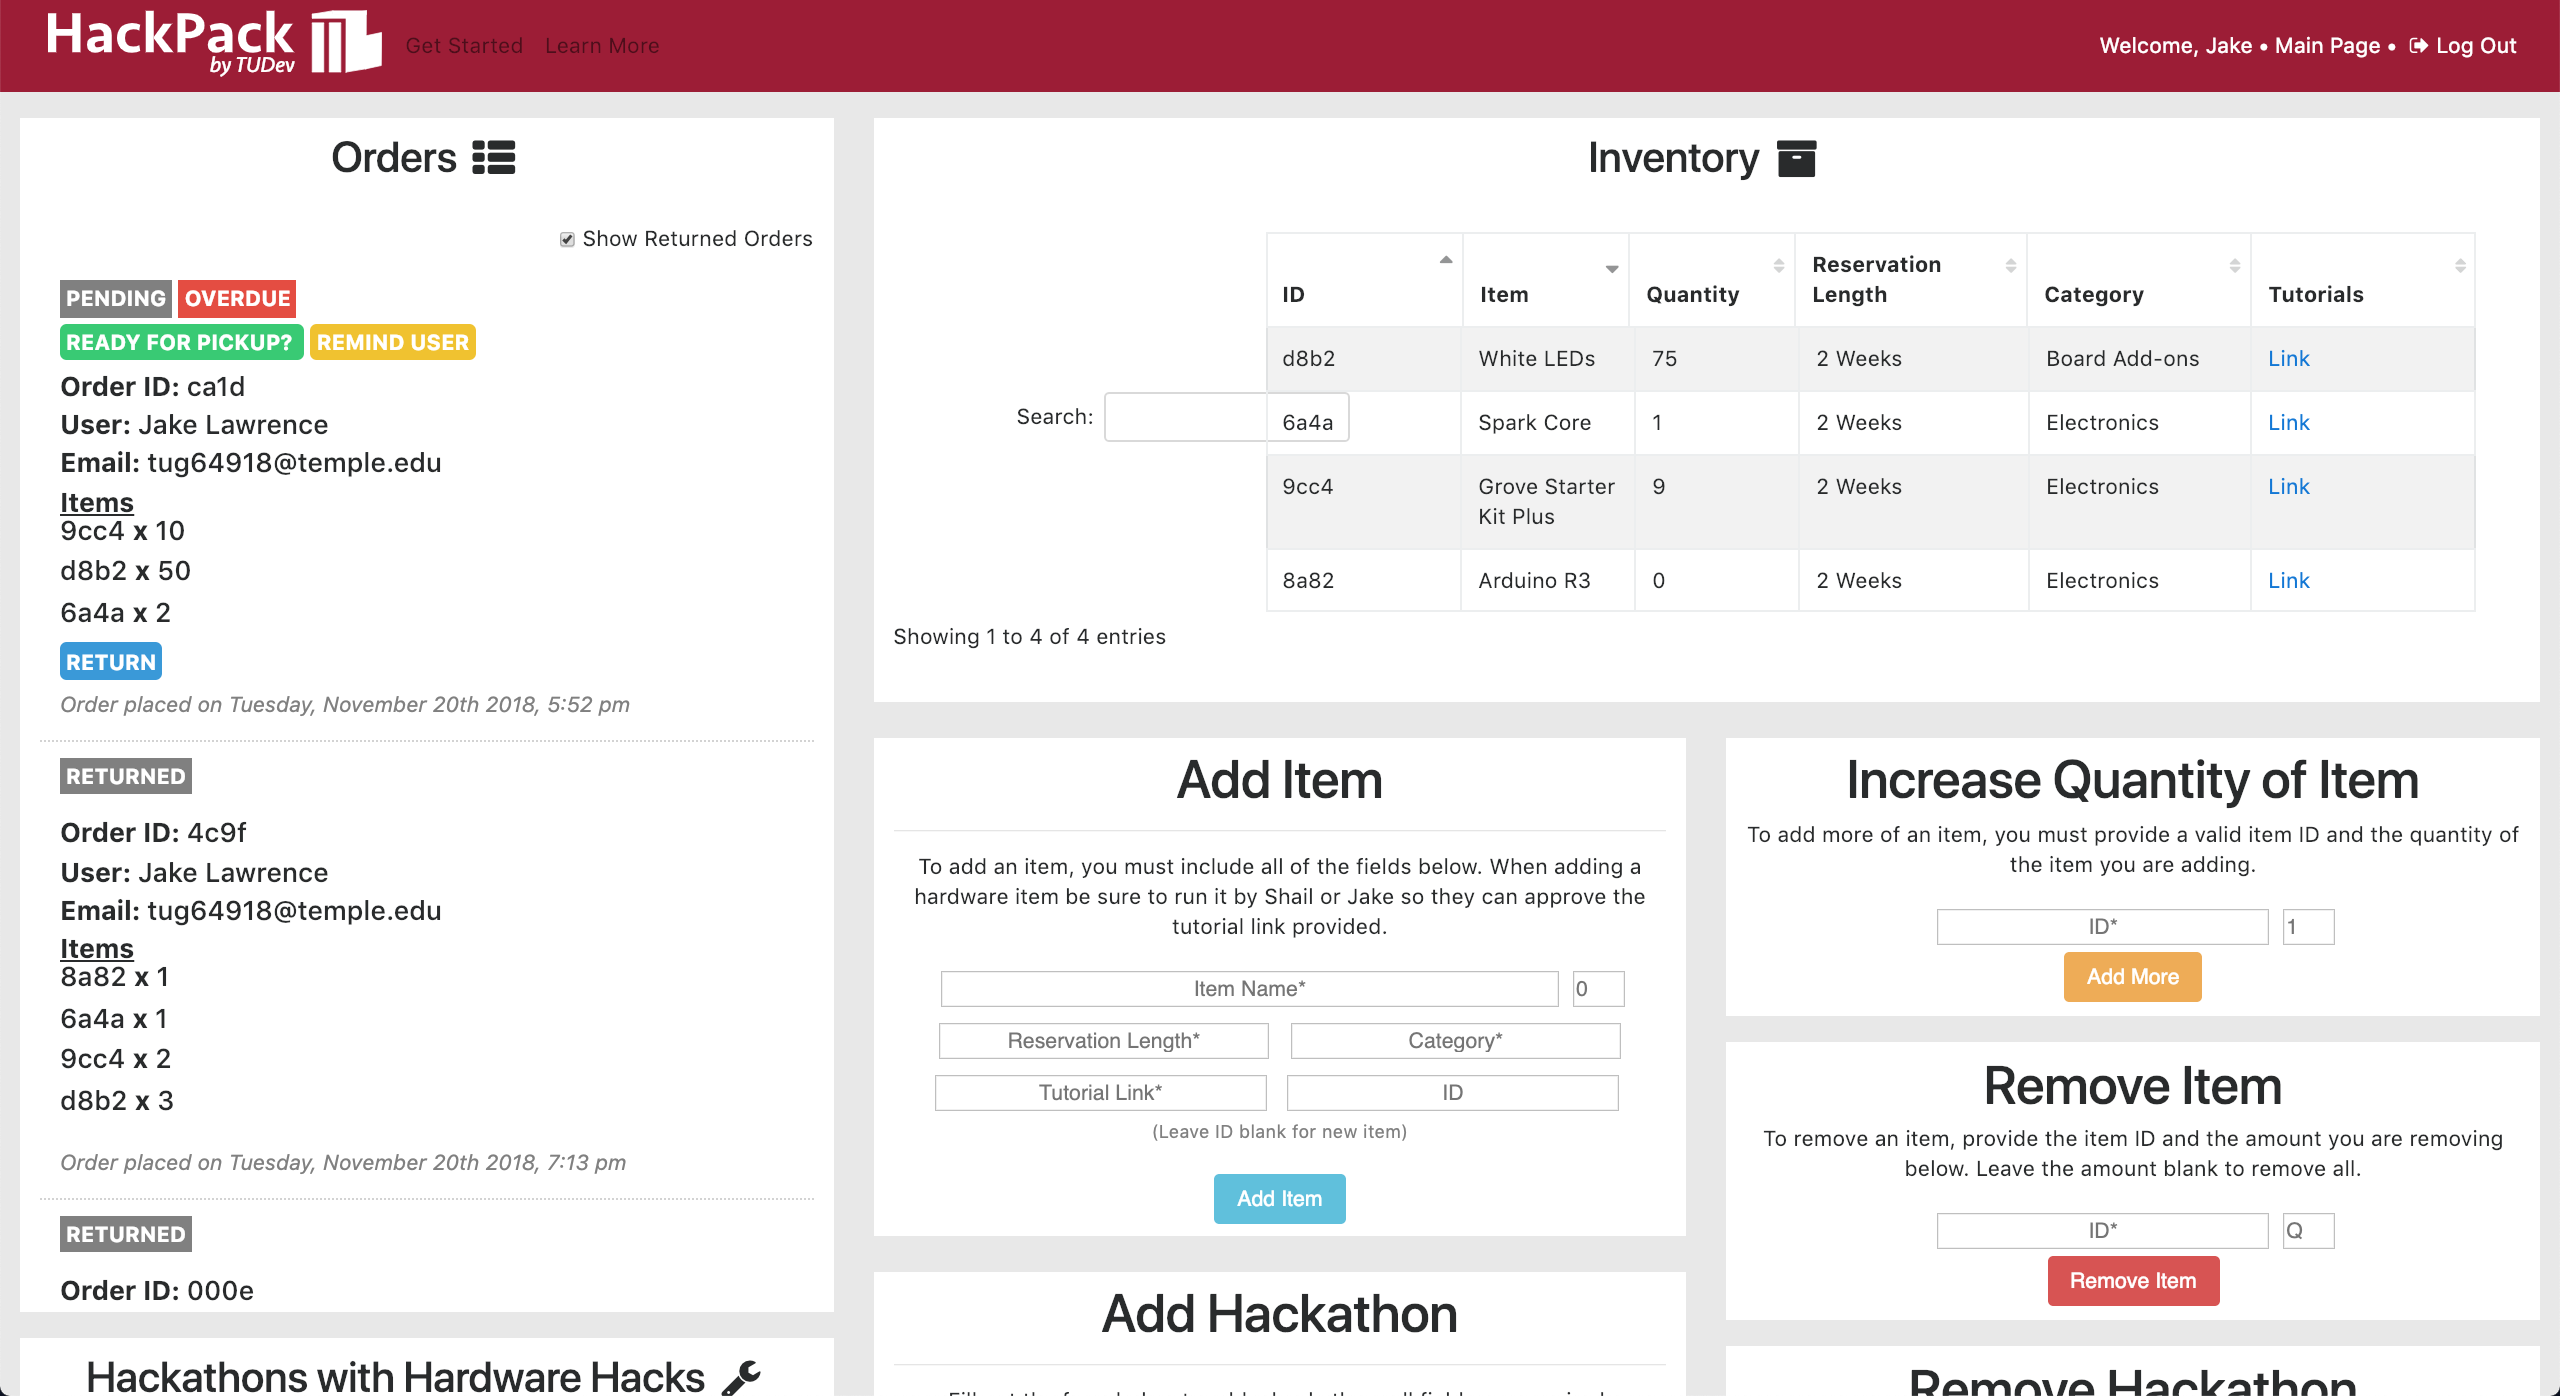 HackPack
by TUDev
Get Started Learn More
Welcome, Jake • Main Page • Log Out
Orders
Show Returned Orders
PENDING OVERDUE
READY FOR PICKUP? REMIND USER
Order ID: ca1d
User: Jake Lawrence
Email: tug64918@temple.edu
Items
9cc4 x 10
d8b2 x 50
6a4a x 2
RETURN
Order placed on Tuesday, November 20th 2018, 5:52 pm
RETURNED
Order ID: 4c9f
User: Jake Lawrence
Email: tug64918@temple.edu
Items
8a82 x 1
6a4a x 1
9cc4 x 2
d8b2 x 3
Order placed on Tuesday, November 20th 2018, 7:13 pm
RETURNED
Order ID: 000e
Hackathons with Hardware Hacks
Inventory
Search:
ID Item Quantity Reservation Length Category Tutorials
d8b2 White LEDs 75 2 Weeks Board Add-ons Link
6a4a Spark Core 1 2 Weeks Electronics Link
9cc4 Grove Starter Kit Plus 9 2 Weeks Electronics Link
8a82 Arduino R3 0 2 Weeks Electronics Link
Showing 1 to 4 of 4 entries
Add Item
To add an item, you must include all of the fields below. When adding a
hardware item be sure to run it by Shail or Jake so they can approve the
tutorial link provided.
Item Name* 0
Reservation Length* Category*
Tutorial Link* ID
(Leave ID blank for new item)
Add Item
Add Hackathon
Increase Quantity of Item
To add more of an item, you must provide a valid item ID and the quantity of
the item you are adding.
ID* 1
Add More
Remove Item
To remove an item, provide the item ID and the amount you are removing
below. Leave the amount blank to remove all.
ID* Q
Remove Item
Remove Hackathon